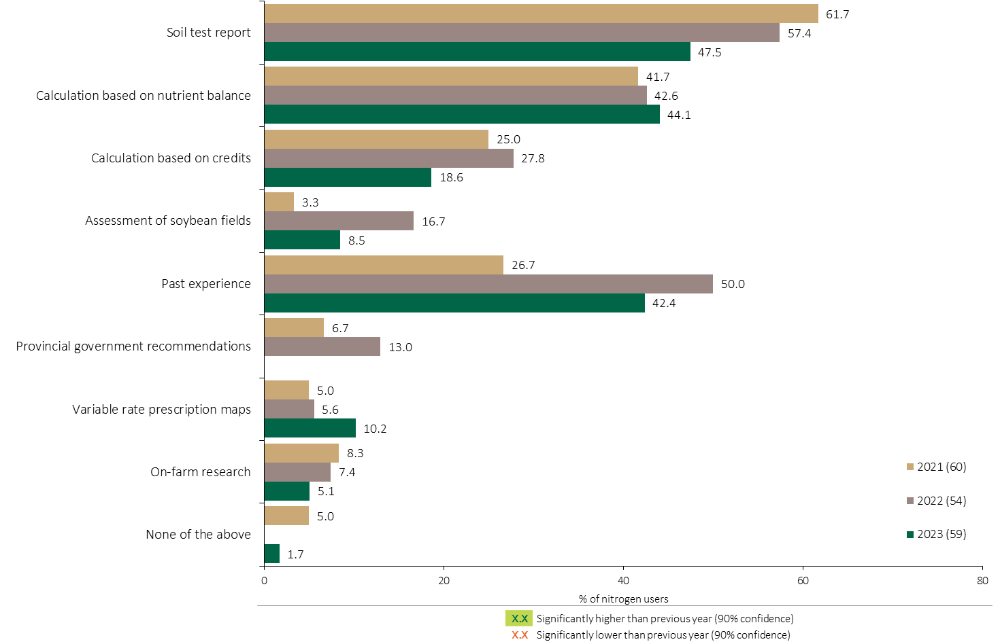 61.7
Soil test report
57.4
47.5
41.7
Calculation based on nutrient balance
42.6
44.1
25.0
Calculation based on credits
27.8
18.6
3.3
Assessment of soybean fields
16.7
8.5
26.7
Past experience
50.0
42.4
6.7
Provincial government recommendations
13.0
5.0
Variable rate prescription maps
5.6
10.2
8.3
On-farm research
7.4
5.1
5.0
None of the above
1.7
2021 (60)
2022 (54)
2023 (59)
0 20 40 60 80
% of nitrogen users
X.X Significantly higher than previous year (90% confidence)
X.X Significantly lower than previous year (90% confidence)